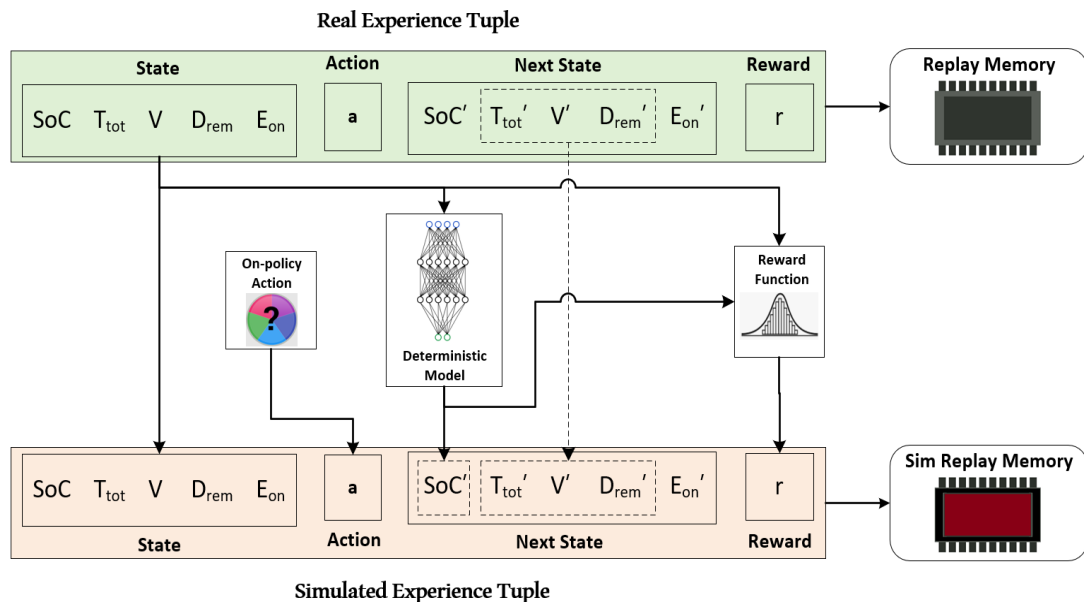 Real Experience Tuple
State
Action
Next State
Reward
Replay Memory
SoC T_tot V D_rem E_on
a
SoC′ T_tot′ V′ D_rem′ E_on′
r
On-policy
Action
?
Deterministic
Model
Reward
Function
SoC T_tot V D_rem E_on
a
SoC′ T_tot′ V′ D_rem′ E_on′
r
Sim Replay Memory
State
Action
Next State
Reward
Simulated Experience Tuple